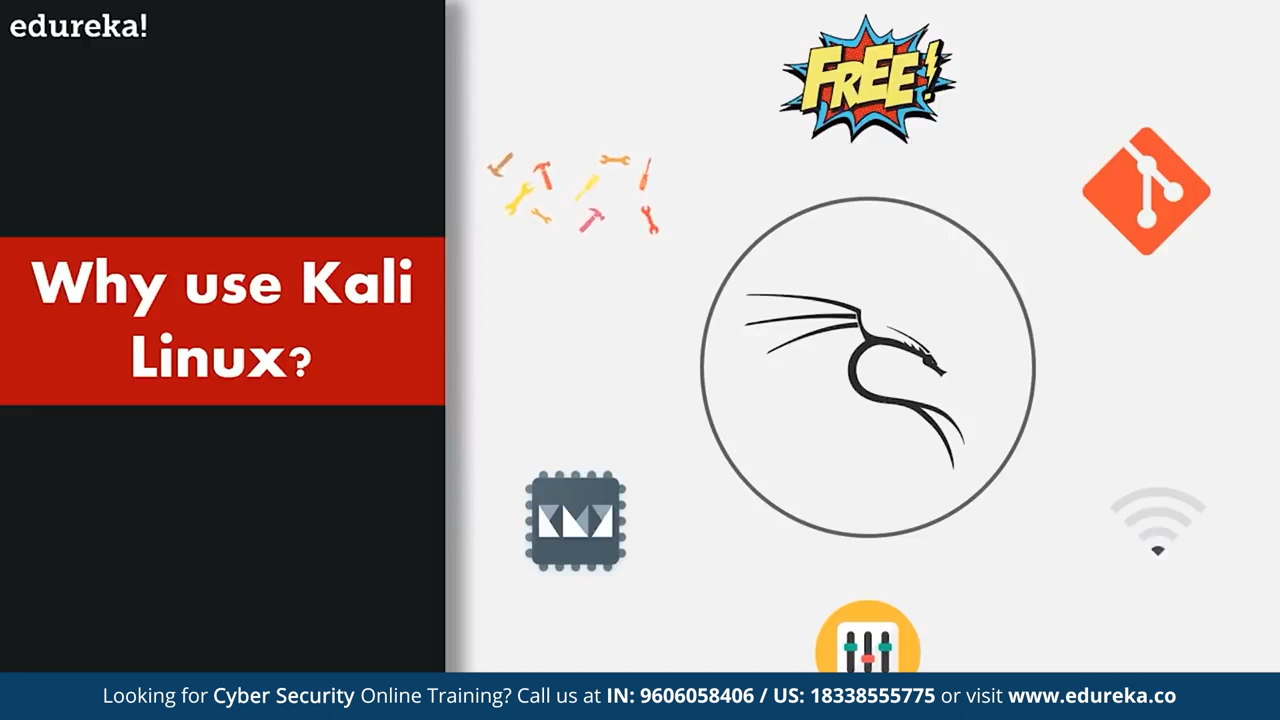 edureka!
FREE!
Why use Kali
Linux?
Looking for Cyber Security Online Training? Call us at IN: 9606058406 / US: 18338555775 or visit www.edureka.co